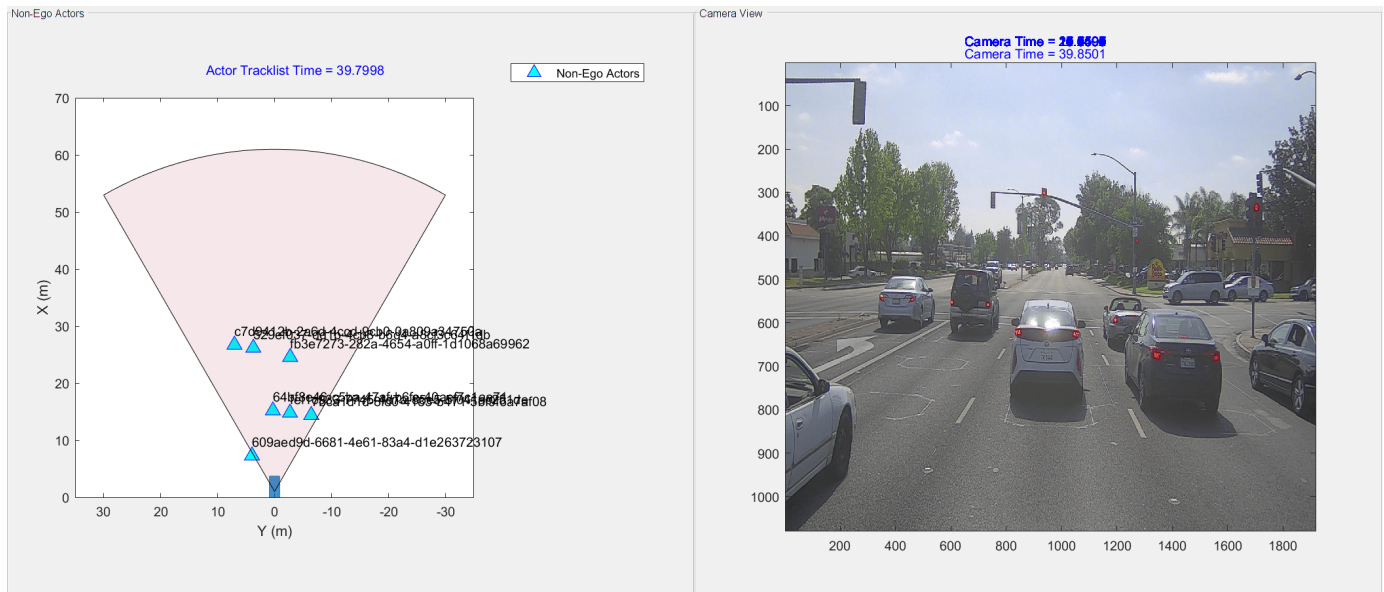 Non-Ego Actors
Actor Tracklist Time = 39.7998
Non-Ego Actors
70
60
50
40
30
20
10
0
X (m)
30 20 10 0 -10 -20 -30
Y (m)
fb3e7273-282a-4654-a0ff-1d1068a69962
609aed9d-6681-4e61-83a4-d1e263723107
Camera View
Camera Time =
Camera Time = 39.8501
100
200
300
400
500
600
700
800
900
1000
200 400 600 800 1000 1200 1400 1600 1800